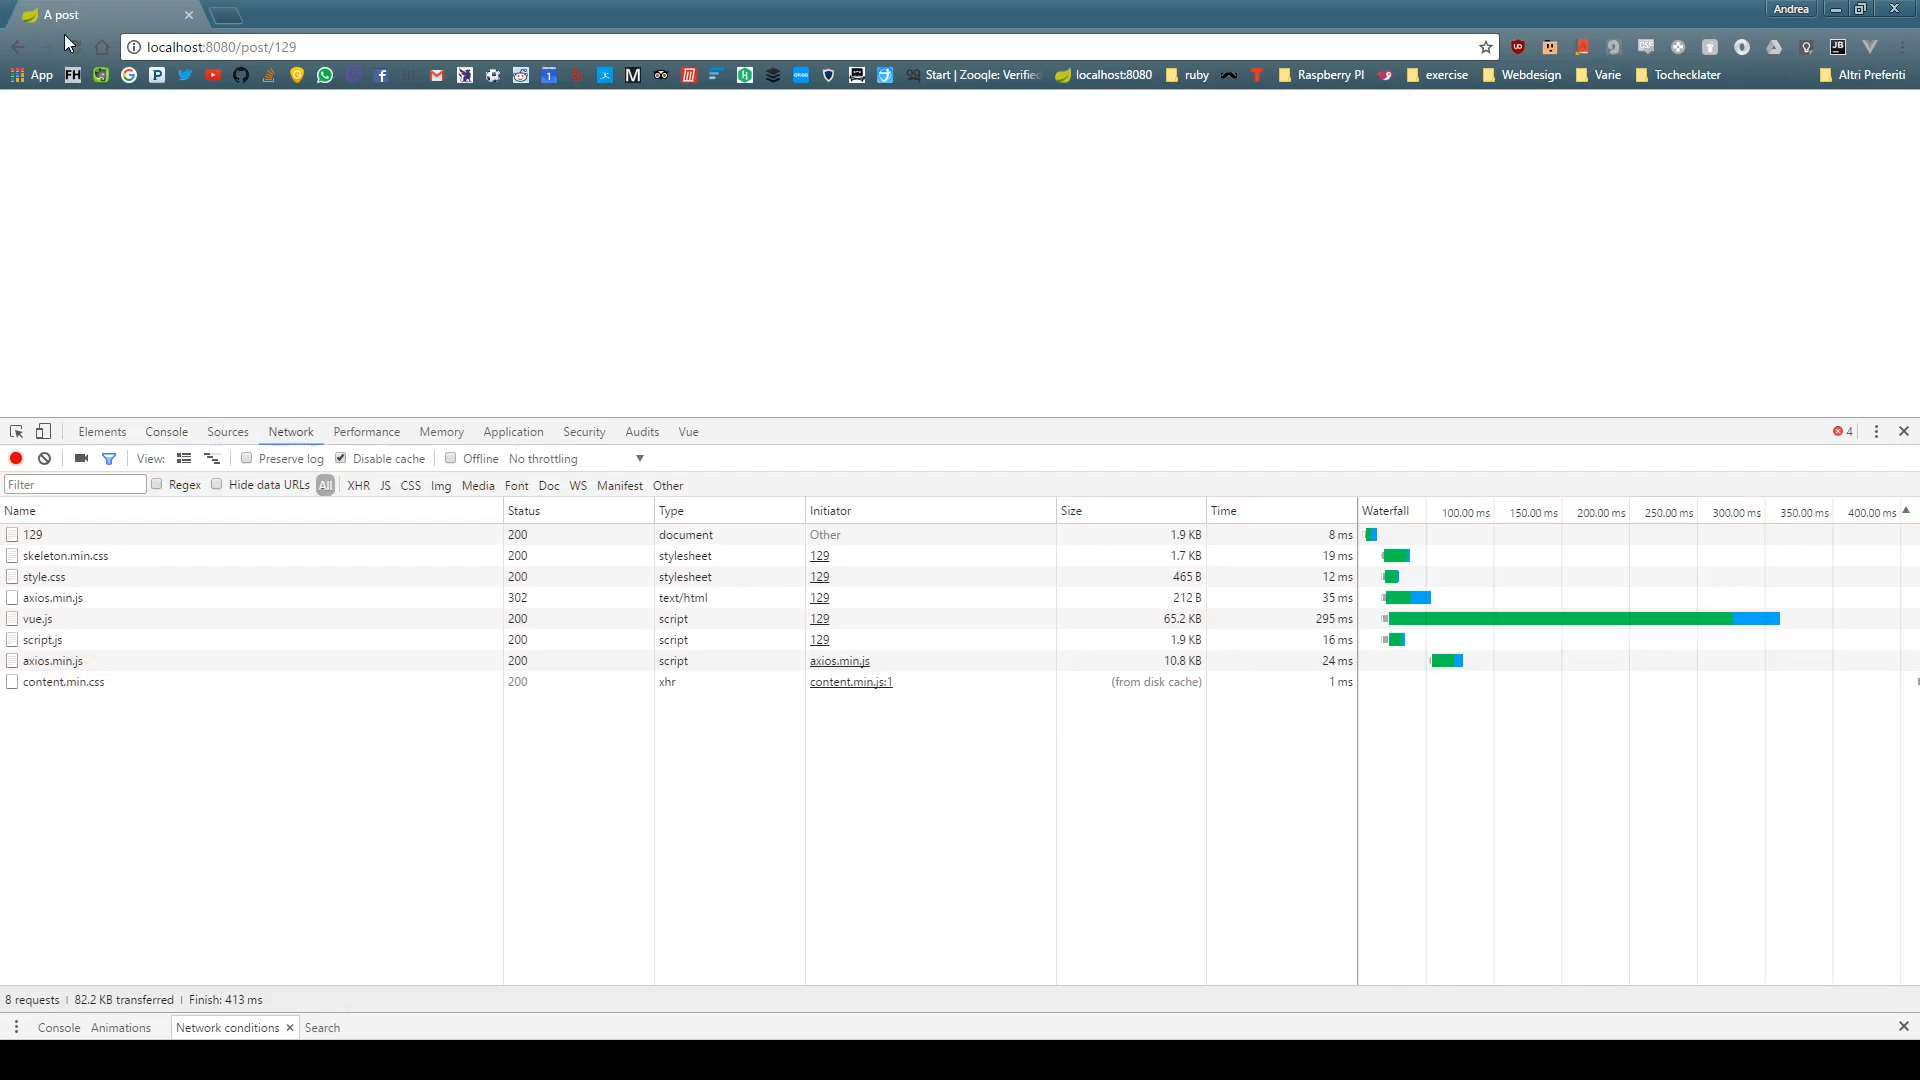 A post
Andrea
localhost:8080/post/129
App
Start | Zooqle: Verifie
localhost:8080
ruby
Raspberry PI
exercise
Webdesign
Varie
Tochecklater
Altri Preferiti
Elements Console Sources Network Performance Memory Application Security Audits Vue 4
View: Preserve log Disable cache Offline No throttling
Filter Regex Hide data URLs All XHR JS CSS Img Media Font Doc WS Manifest Other
Name Status Type Initiator Size Time Waterfall 100.00 ms 150.00 ms 200.00 ms 250.00 ms 300.00 ms 350.00 ms 400.00 ms
129 200 document Other 1.9 KB 8 ms
skeleton.min.css 200 stylesheet 129 1.7 KB 19 ms
style.css 200 stylesheet 129 465 B 12 ms
axios.min.js 302 text/html 129 212 B 35 ms
vue.js 200 script 129 65.2 KB 295 ms
script.js 200 script 129 1.9 KB 16 ms
axios.min.js 200 script axios.min.js 10.8 KB 24 ms
content.min.css 200 xhr content.min.js:1 (from disk cache) 1 ms
8 requests | 82.2 KB transferred | Finish: 413 ms
Console Animations Network conditions Search